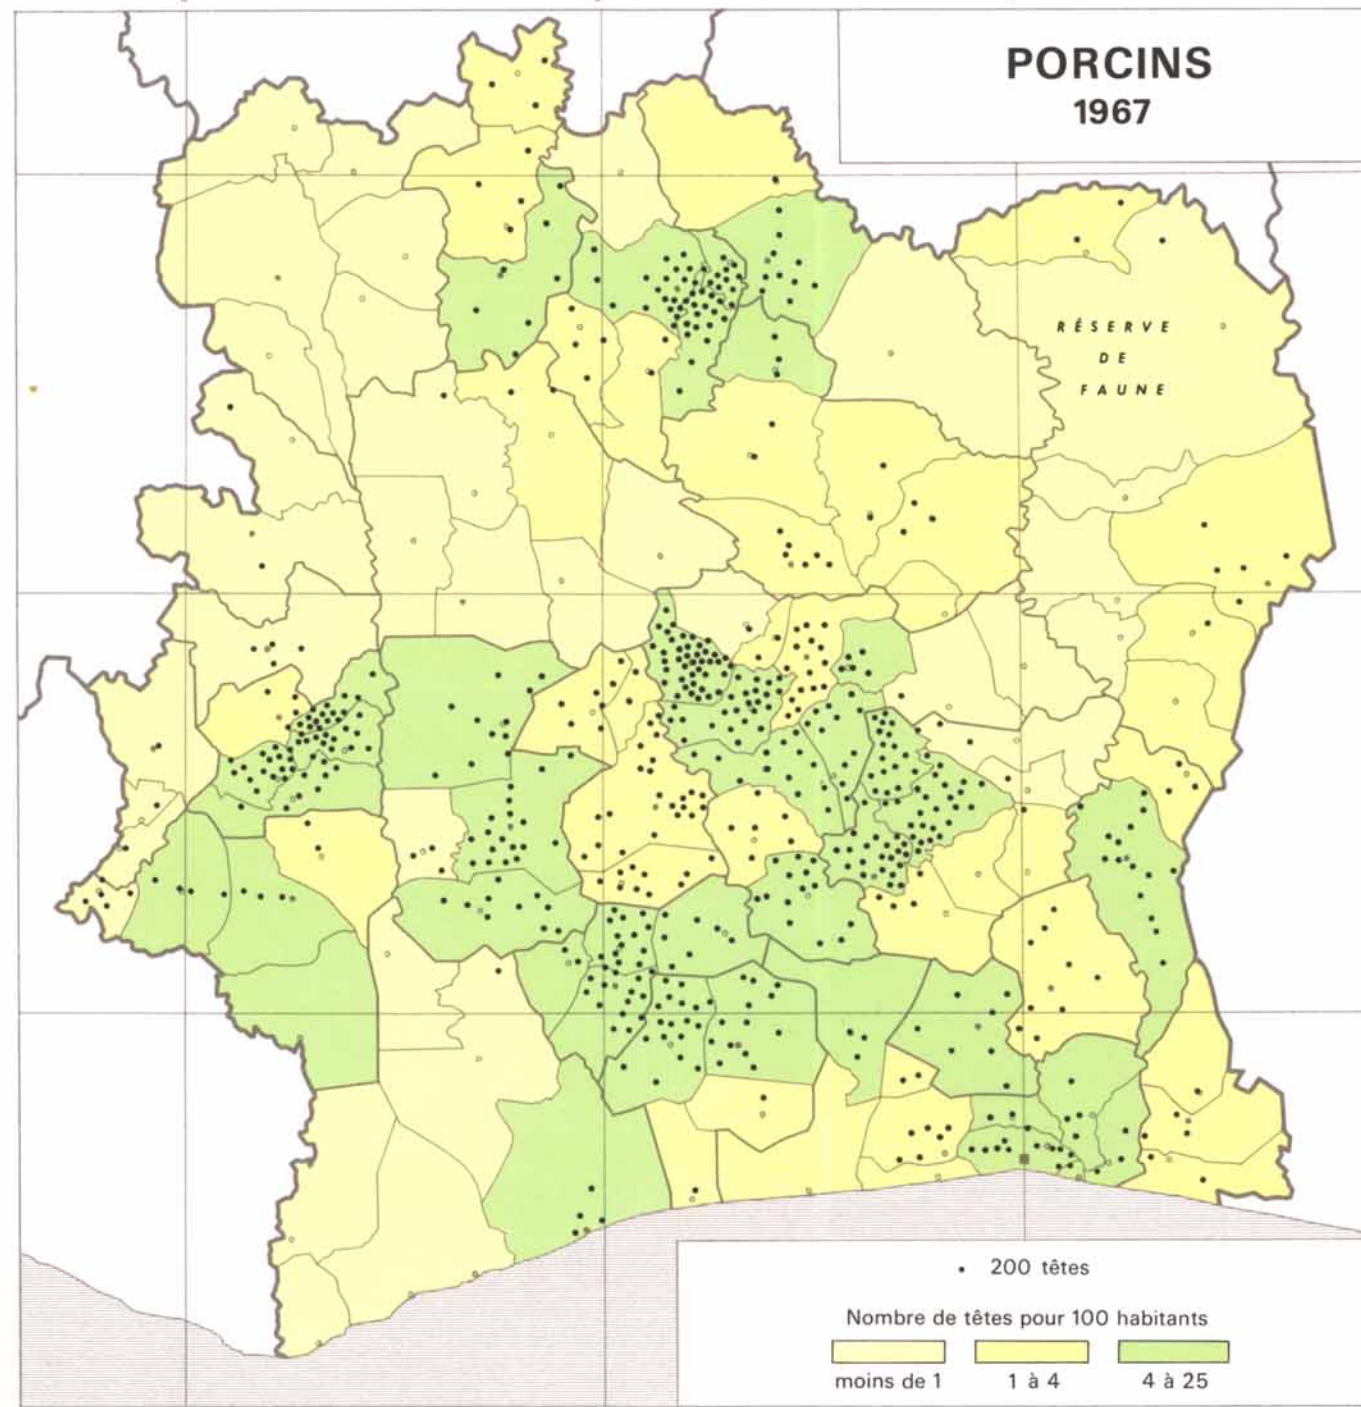 PORCINS
1967
RÉSERVE
DE
FAUNE
200 têtes
Nombre de têtes pour 100 habitants
moins de 1
1 à 4
4 à 25